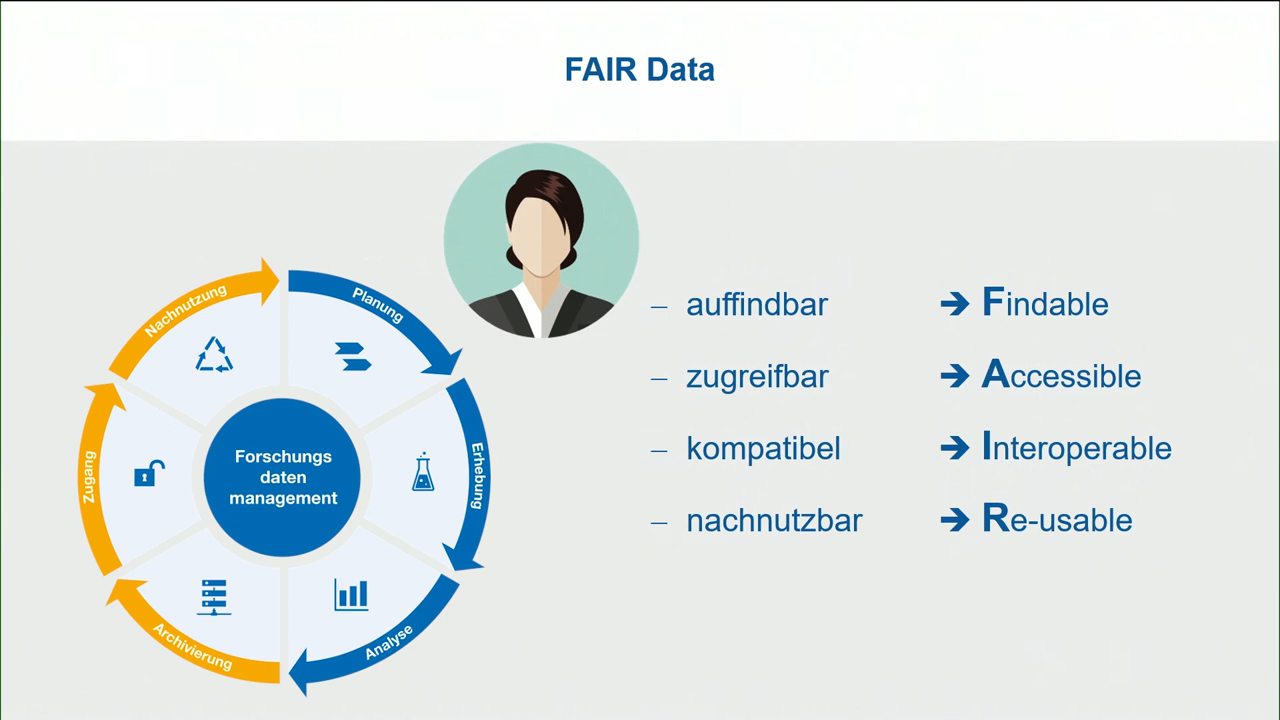 FAIR Data
Nachnutzung
Planung
Zugang
Erhebung
Archivierung
Analyse
Forschungs
daten
management
– auffindbar ➔ Findable
– zugreifbar ➔ Accessible
– kompatibel ➔ Interoperable
– nachnutzbar ➔ Re-usable